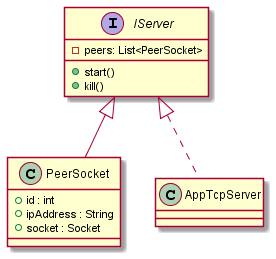 I IServer
peers: List<PeerSocket>
start()
kill()
C PeerSocket
id : int
ipAddress : String
socket : Socket
C AppTcpServer